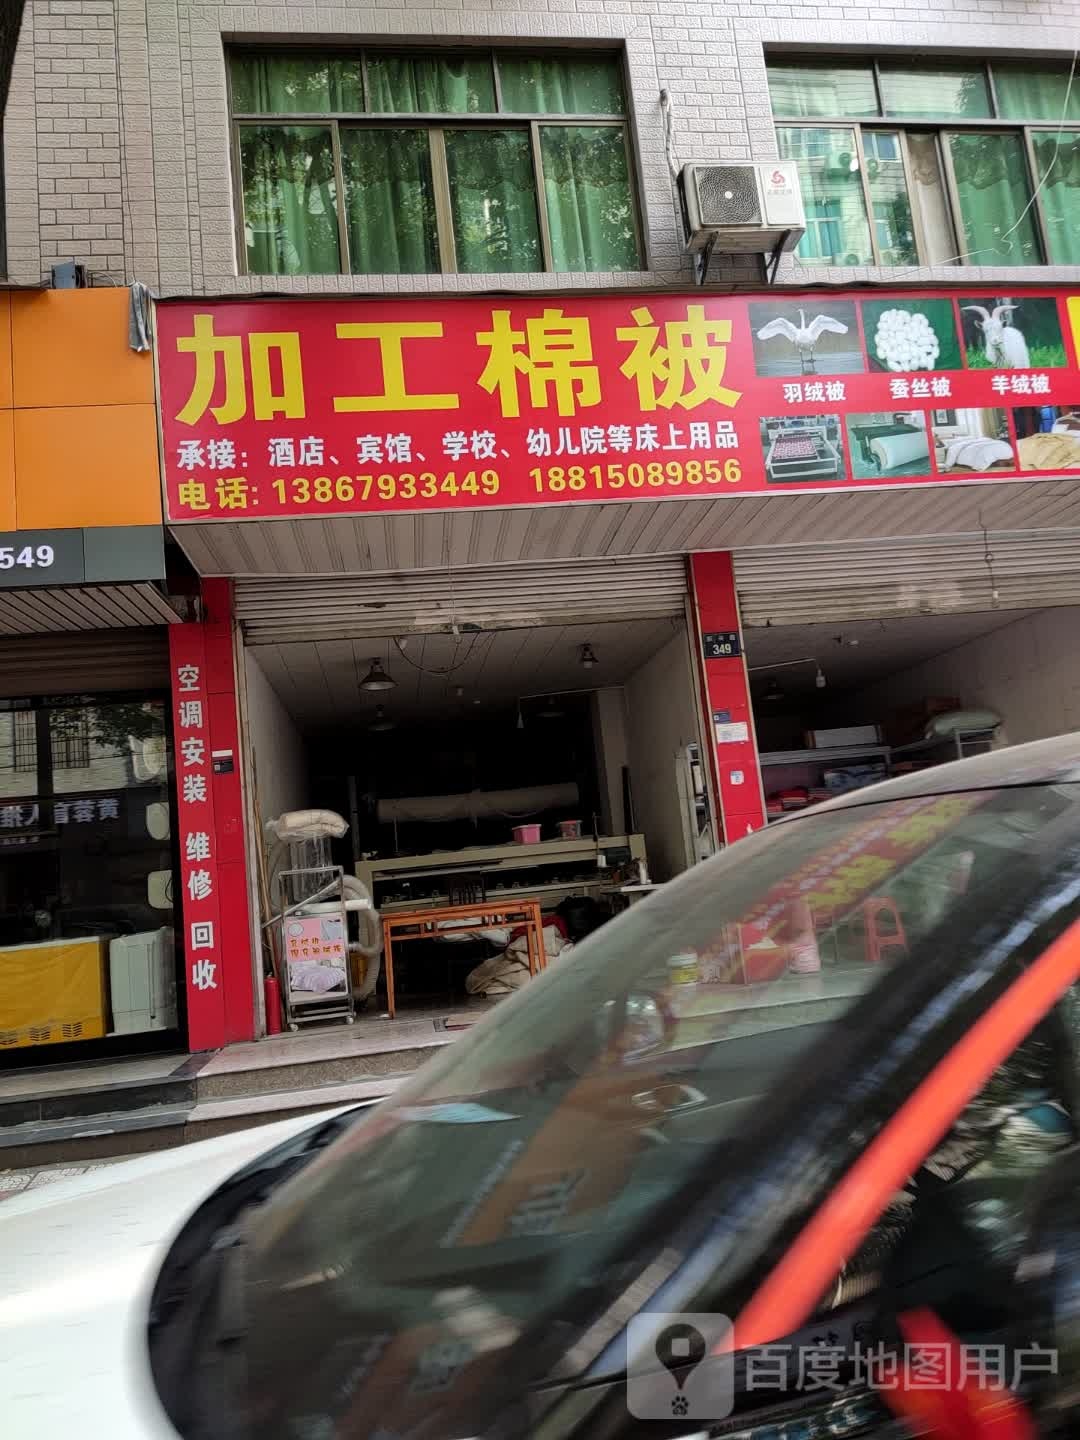 加工棉被
羽绒被 蚕丝被 羊绒被
承接：酒店、宾馆、学校、幼儿院等床上用品
电话: 13867933449 18815089856
549
349
空调安装 维修 回收
百度地图用户